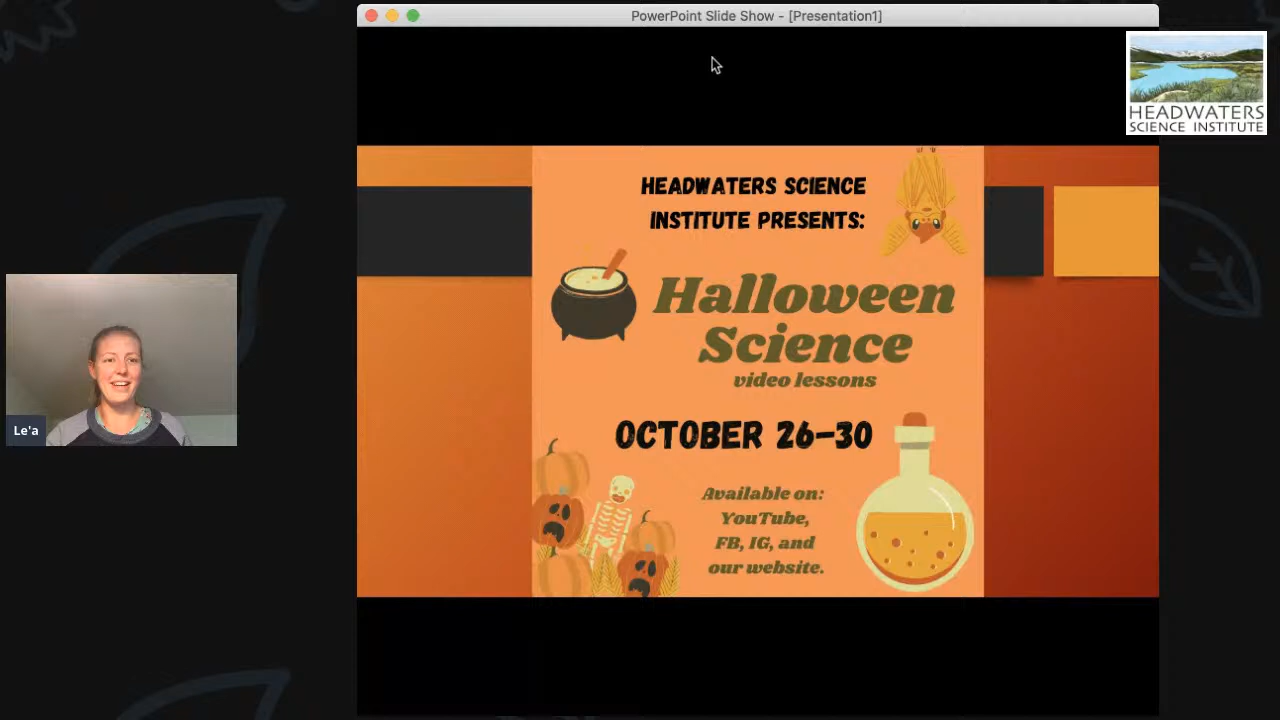 PowerPoint Slide Show - [Presentation1]
HEADWATERS
SCIENCE INSTITUTE
HEADWATERS SCIENCE
INSTITUTE PRESENTS:
Halloween
Science
video lessons
OCTOBER 26-30
Available on:
YouTube,
FB, IG, and
our website.
Le'a